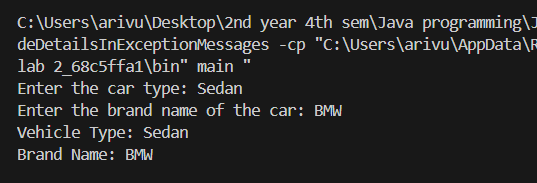 C:\Users\arivu\Desktop\2nd year 4th sem\Java programming\J
deDetailsInExceptionMessages -cp "C:\Users\arivu\AppData\R
lab 2_68c5ffa1\bin" main "
Enter the car type: Sedan
Enter the brand name of the car: BMW
Vehicle Type: Sedan
Brand Name: BMW